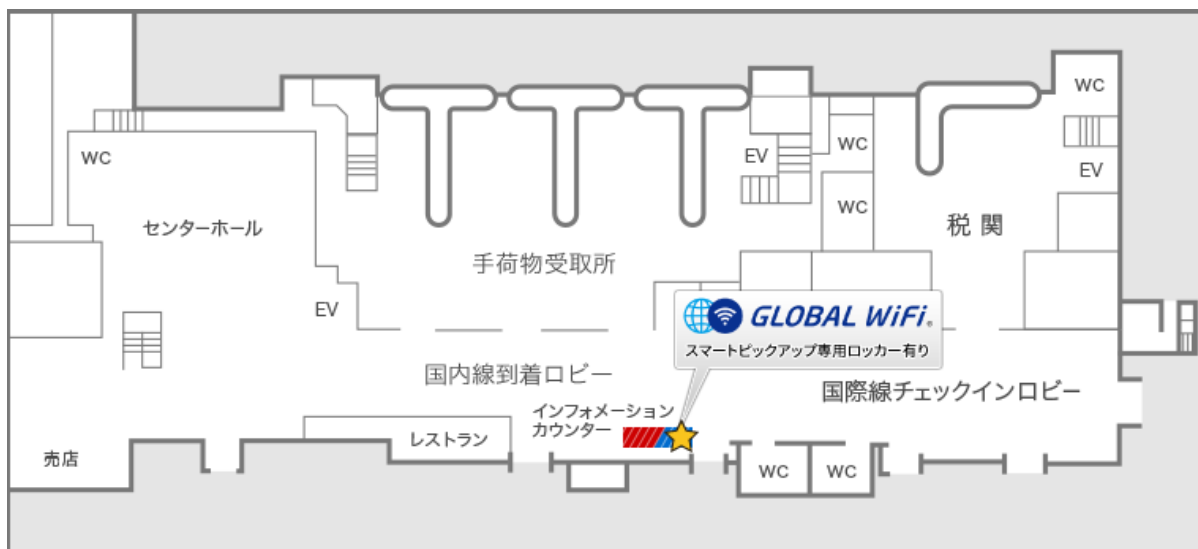 WC
WC
EV
WC
EV
WC
WC
センターホール
税関
手荷物受取所
EV
GLOBAL WiFi®
スマートピックアップ専用ロッカー有り
国内線到着ロビー
国際線チェックインロビー
インフォメーション
カウンター
レストラン
売店
WC
WC